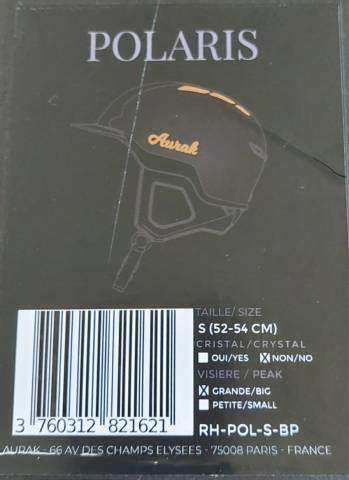 POLARIS
Aurak
TAILLE/ SIZE
S (52-54 CM)
CRISTAL/CRYSTAL
OUI/YES NON/NO
VISIERE / PEAK
GRANDE/BIG
PETITE/SMALL
RH-POL-S-BP
3 760312 821621
AURAK - 66 AV DES CHAMPS ELYSEES - 75008 PARIS - FRANCE